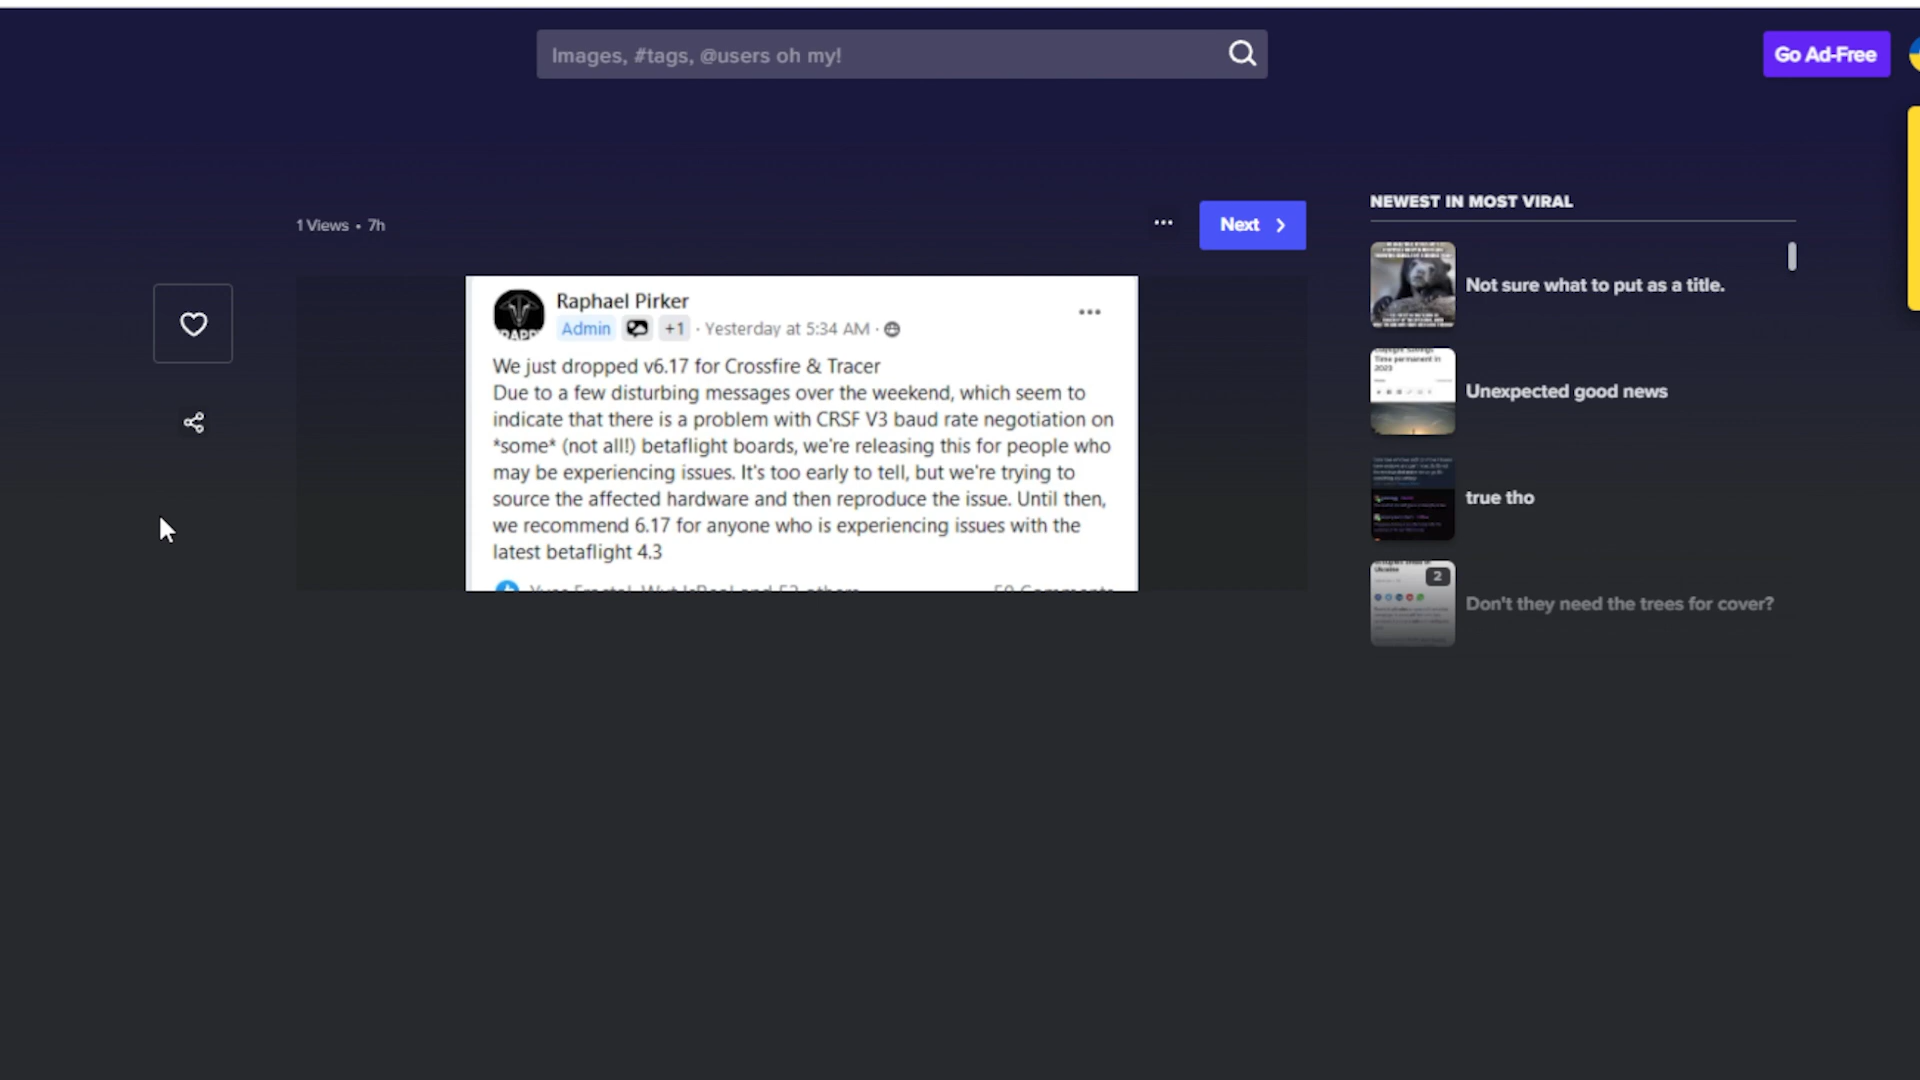 Images, #tags, @users oh my!
Go Ad-Free
1 Views • 7h
Next
Raphael Pirker
Admin +1 · Yesterday at 5:34 AM ·
We just dropped v6.17 for Crossfire & Tracer
Due to a few disturbing messages over the weekend, which seem to
indicate that there is a problem with CRSF V3 baud rate negotiation on
*some* (not all!) betaflight boards, we're releasing this for people who
may be experiencing issues. It's too early to tell, but we're trying to
source the affected hardware and then reproduce the issue. Until then,
we recommend 6.17 for anyone who is experiencing issues with the
latest betaflight 4.3
NEWEST IN MOST VIRAL
Not sure what to put as a title.
Time permanent in
2023
Unexpected good news
true tho
Ukraine
2
Don't they need the trees for cover?